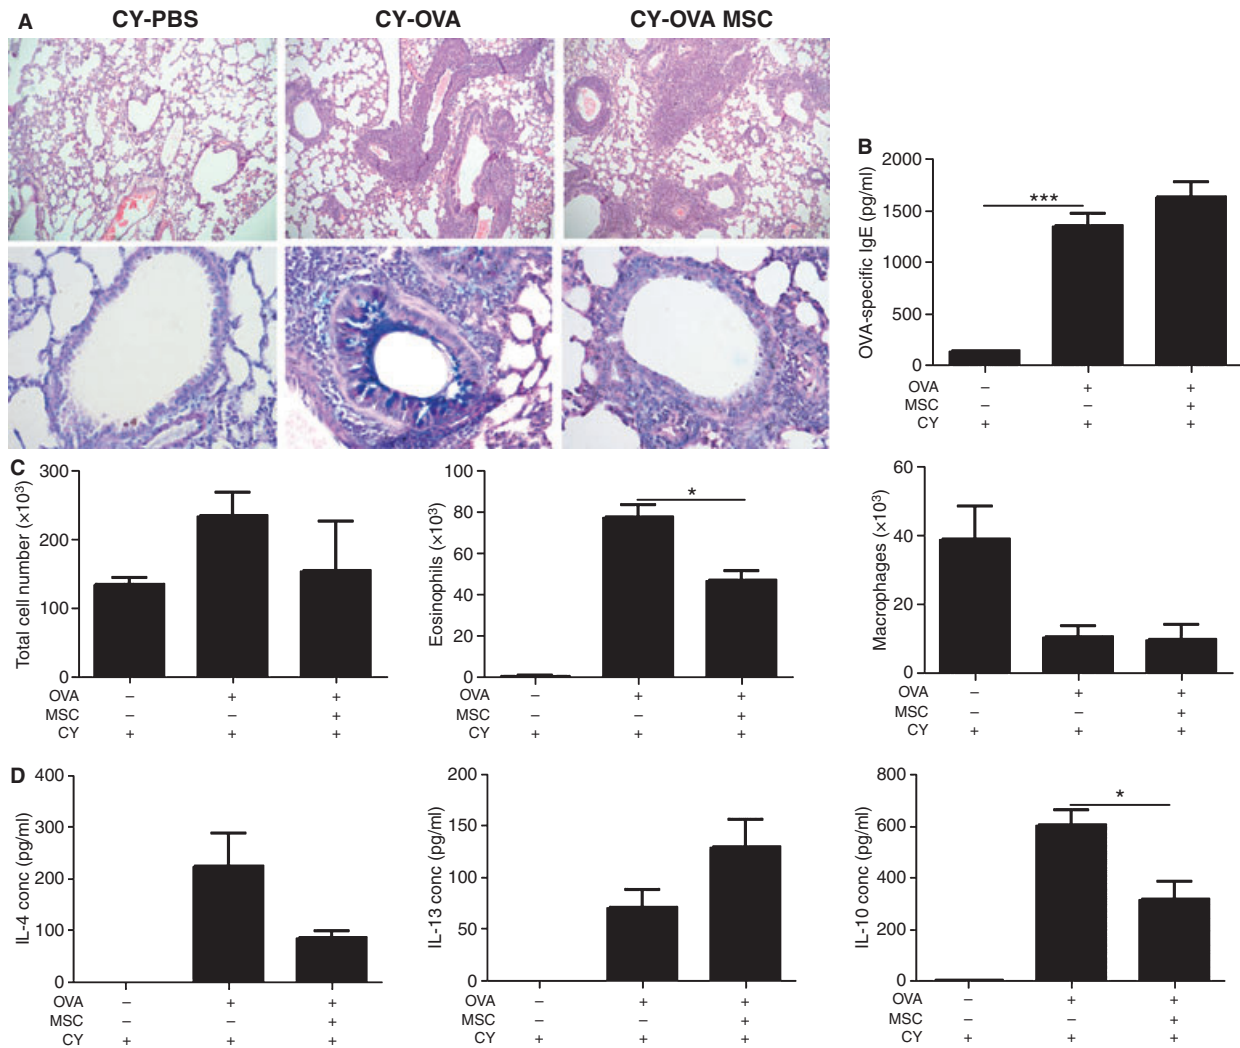 A CY-PBS CY-OVA CY-OVA MSC
B
OVA-specific IgE (pg/ml)
2000
1500
1000
500
0
***
OVA – + +
MSC – – +
CY + + +
C
Total cell number (×10³)
300
200
100
0
OVA – + +
MSC – – +
CY + + +
Eosinophils (×10³)
100
80
60
40
20
0
*
OVA – + +
MSC – – +
CY + + +
Macrophages (×10³)
60
40
20
0
OVA – + +
MSC – – +
CY + + +
D
IL-4 conc (pg/ml)
400
300
200
100
0
OVA – + +
MSC – – +
CY + + +
IL-13 conc (pg/ml)
200
150
100
50
0
OVA – + +
MSC – – +
CY + + +
IL-10 conc (pg/ml)
800
600
400
200
0
*
OVA – + +
MSC – – +
CY + + +